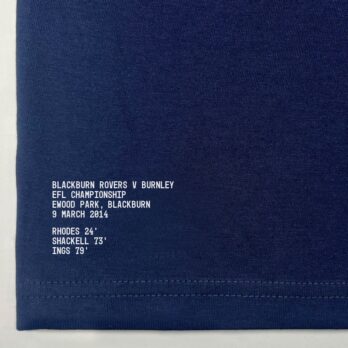 BLACKBURN ROVERS V BURNLEY
EFL CHAMPIONSHIP
EWOOD PARK, BLACKBURN
9 MARCH 2014
RHODES 24'
SHACKELL 73'
INGS 79'